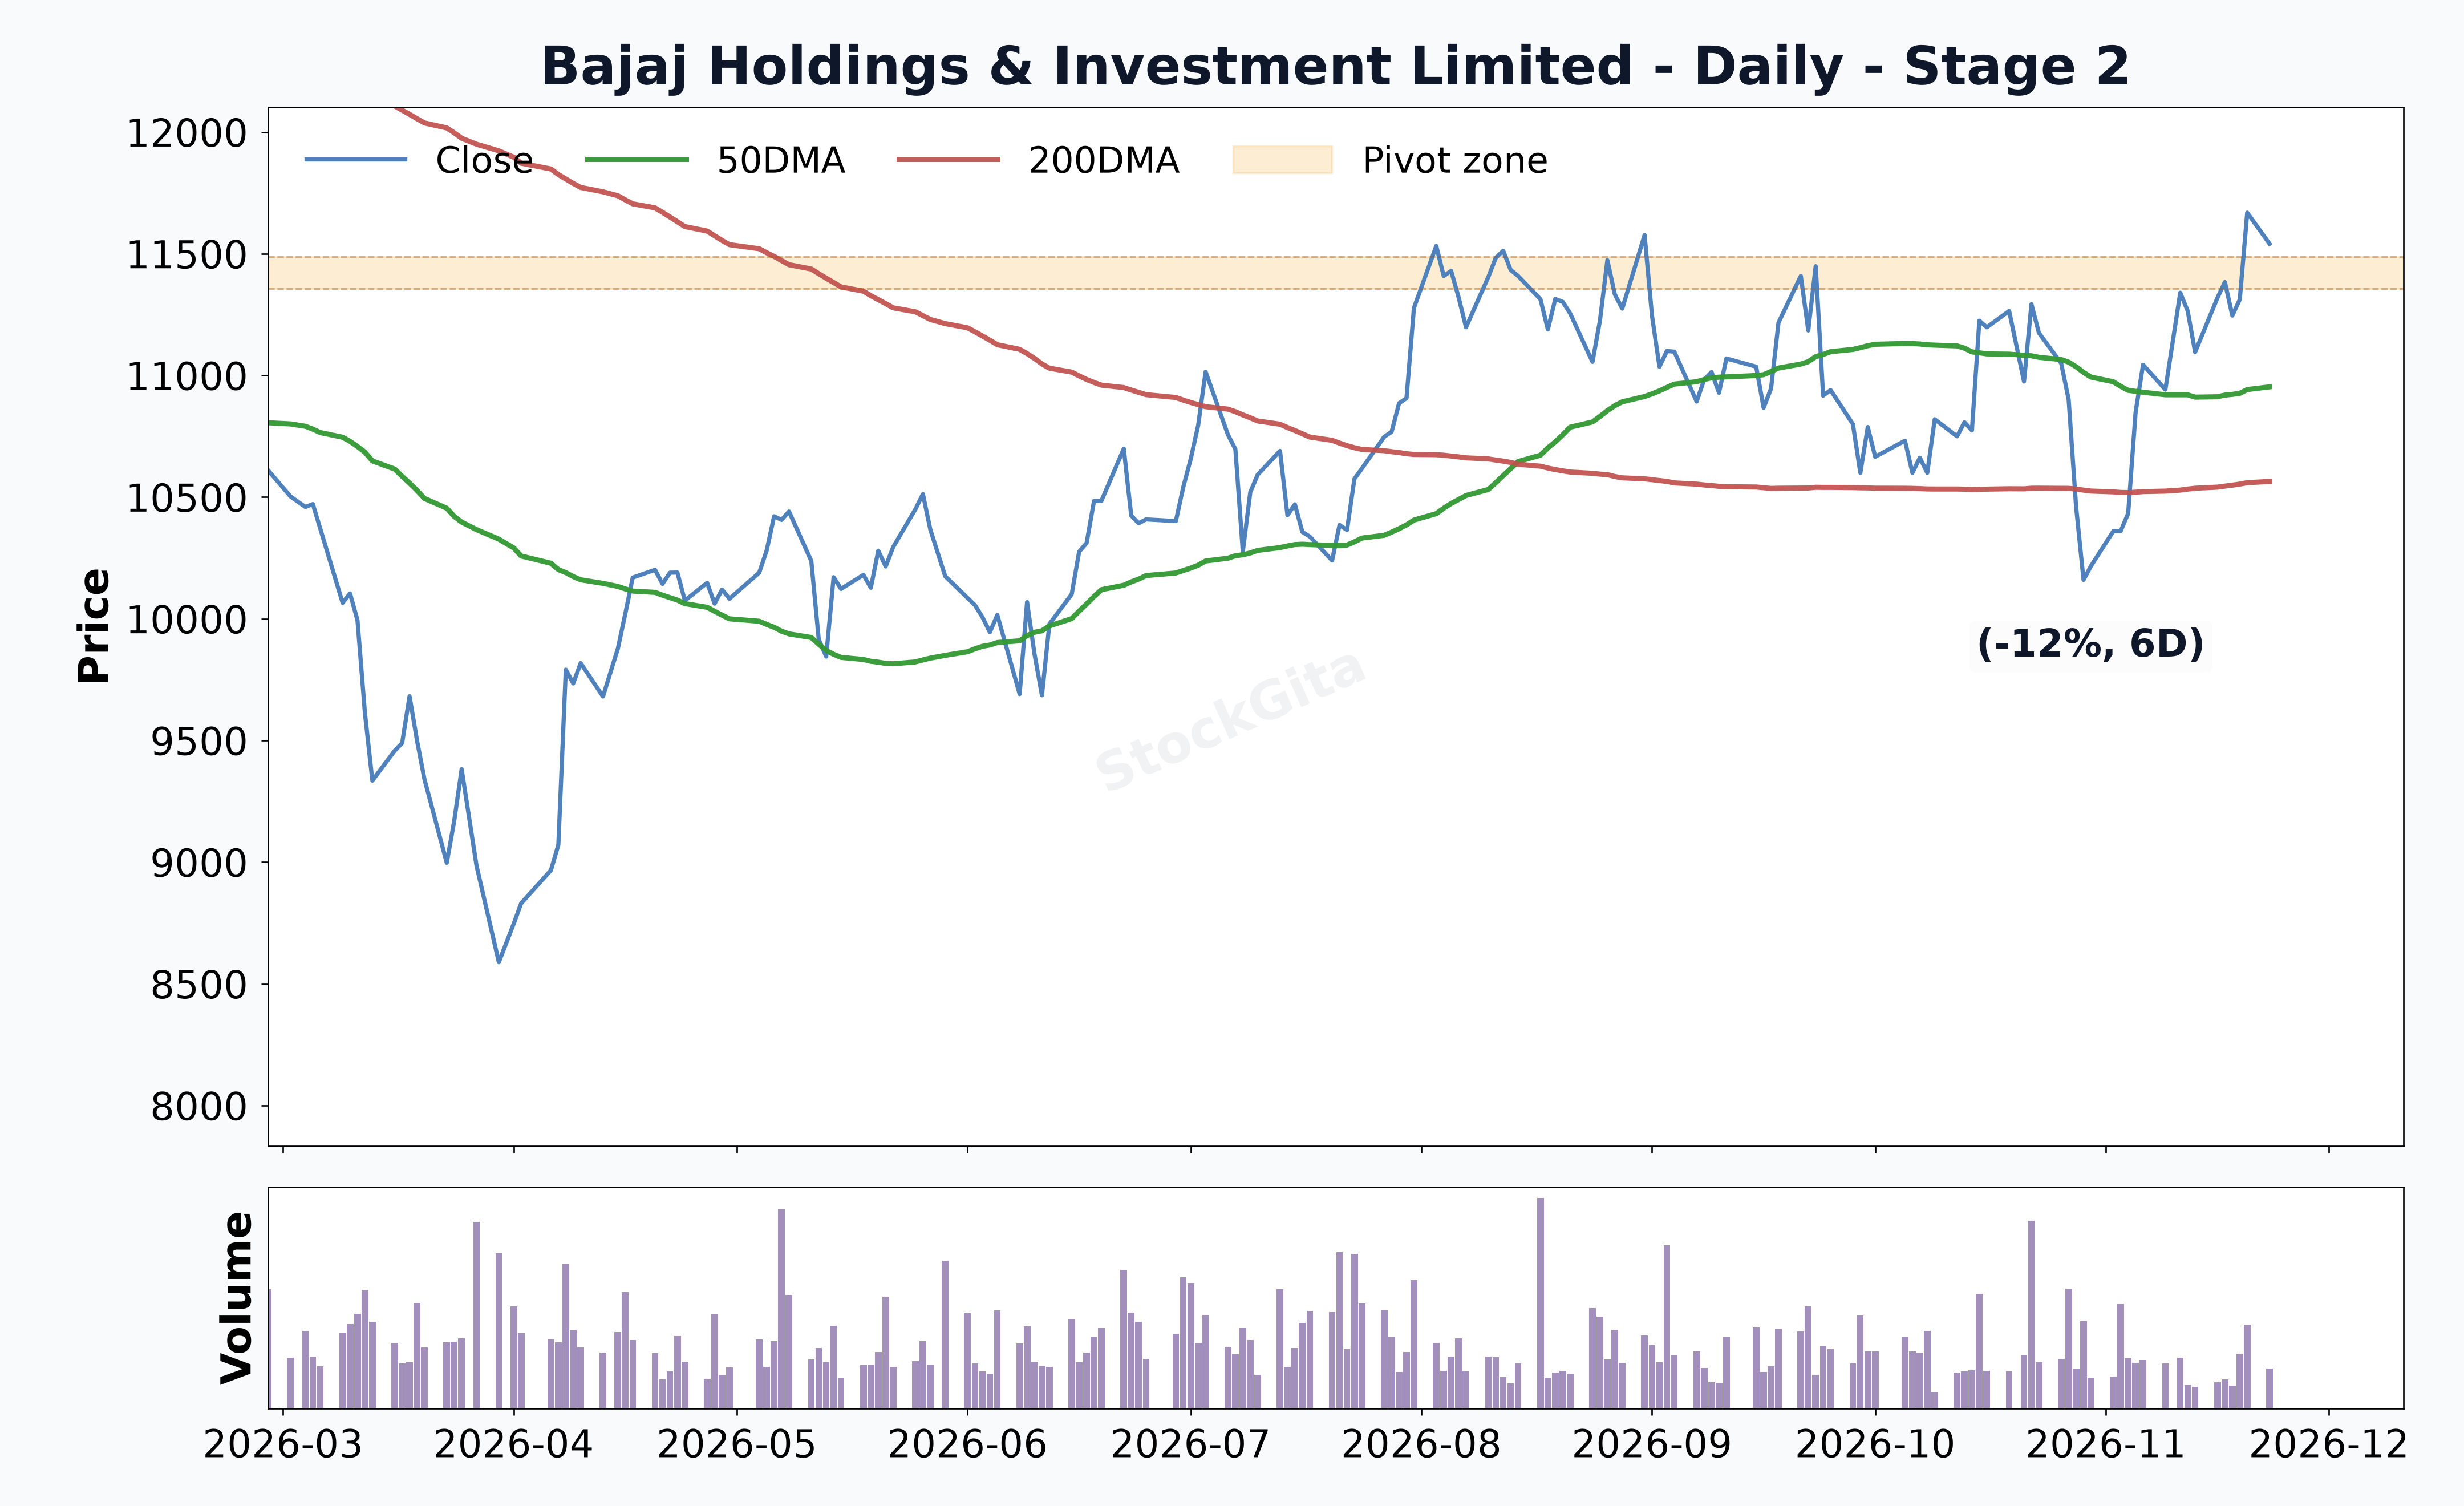 Bajaj Holdings & Investment Limited - Daily - Stage 2
Close 50DMA 200DMA Pivot zone
12000
11500
11000
10500
10000
9500
9000
8500
8000
Price
(-12%, 6D)
StockGita
Volume
2026-03 2026-04 2026-05 2026-06 2026-07 2026-08 2026-09 2026-10 2026-11 2026-12